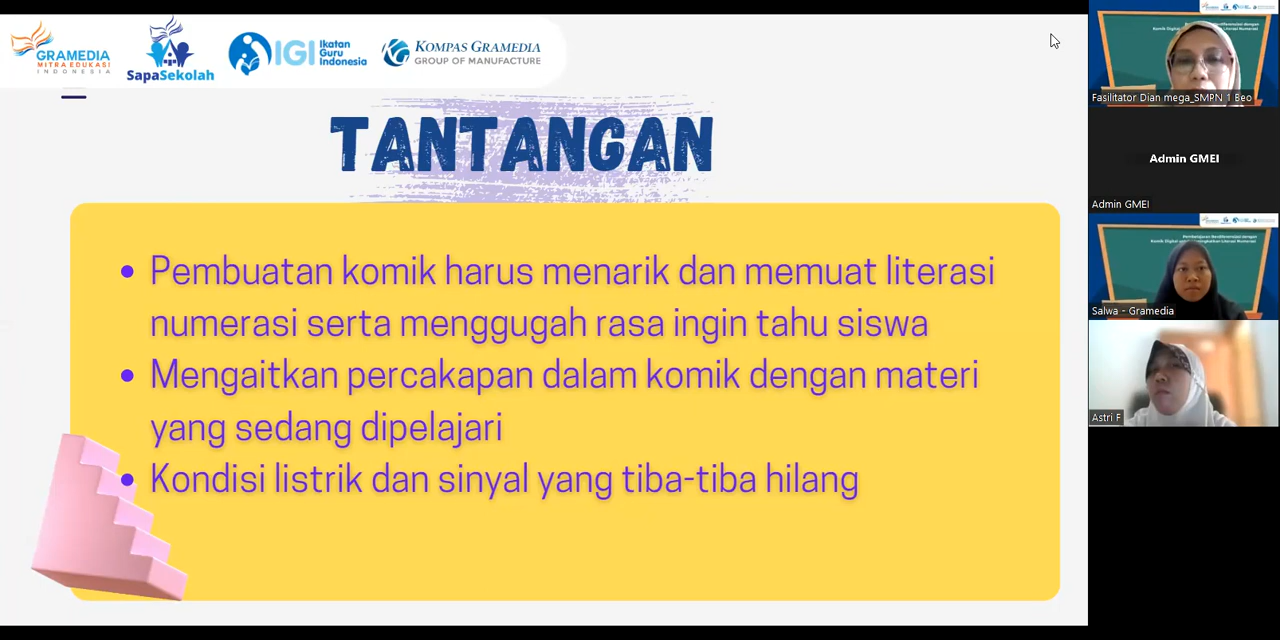 GRAMEDIA
MITRA EDUKASI
INDONESIA
SapaSekolah
IGI Ikatan
Guru
Indonesia
KOMPAS GRAMEDIA
GROUP OF MANUFACTURE
TANTANGAN
• Pembuatan komik harus menarik dan memuat literasi
numerasi serta menggugah rasa ingin tahu siswa
• Mengaitkan percakapan dalam komik dengan materi
yang sedang dipelajari
• Kondisi listrik dan sinyal yang tiba-tiba hilang
Fasilitator Dian mega_SMPN 1 Beo
Admin GMEI
Admin GMEI
Pembelajaran Berdiferensiasi dengan
Salwa - Gramedia
Astri F